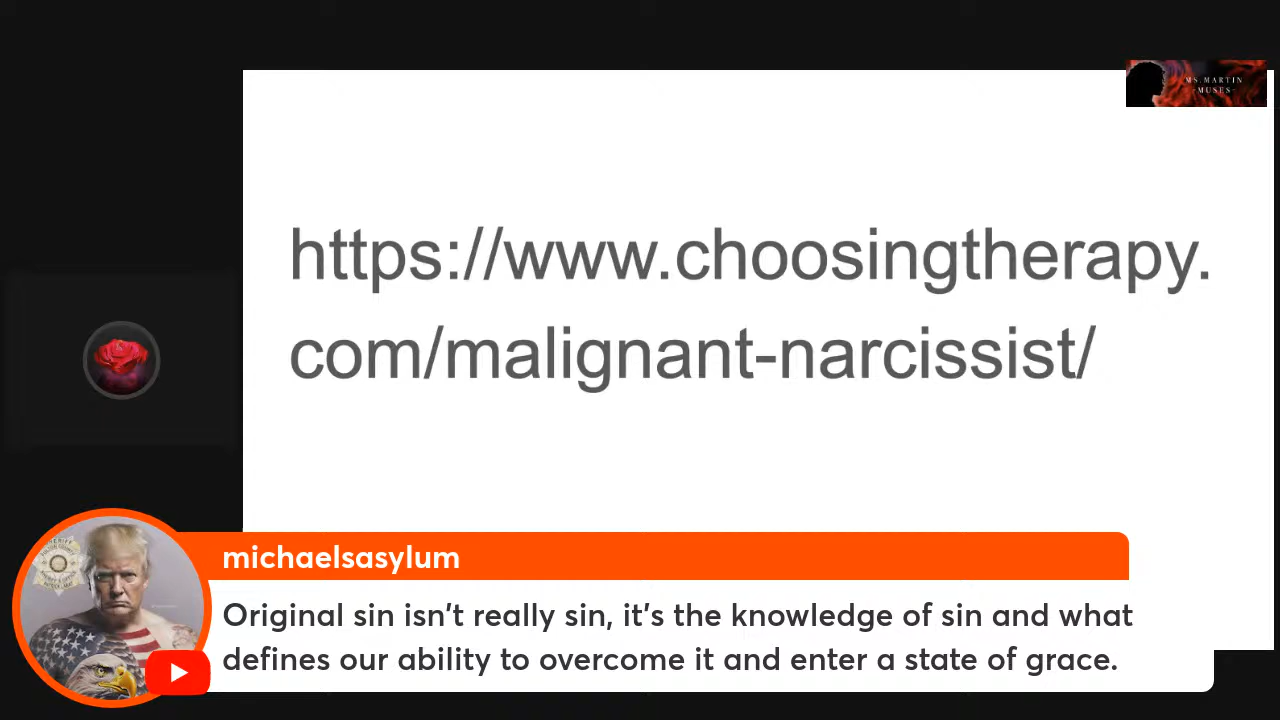 MS. MARTIN
-MUSES-
https://www.choosingtherapy.
com/malignant-narcissist/
michaelsasylum
Original sin isn't really sin, it's the knowledge of sin and what
defines our ability to overcome it and enter a state of grace.